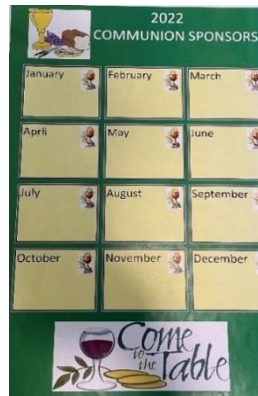 2022
COMMUNION SPONSORS
January February March
April May June
July August September
October November December
Come
to the
Table